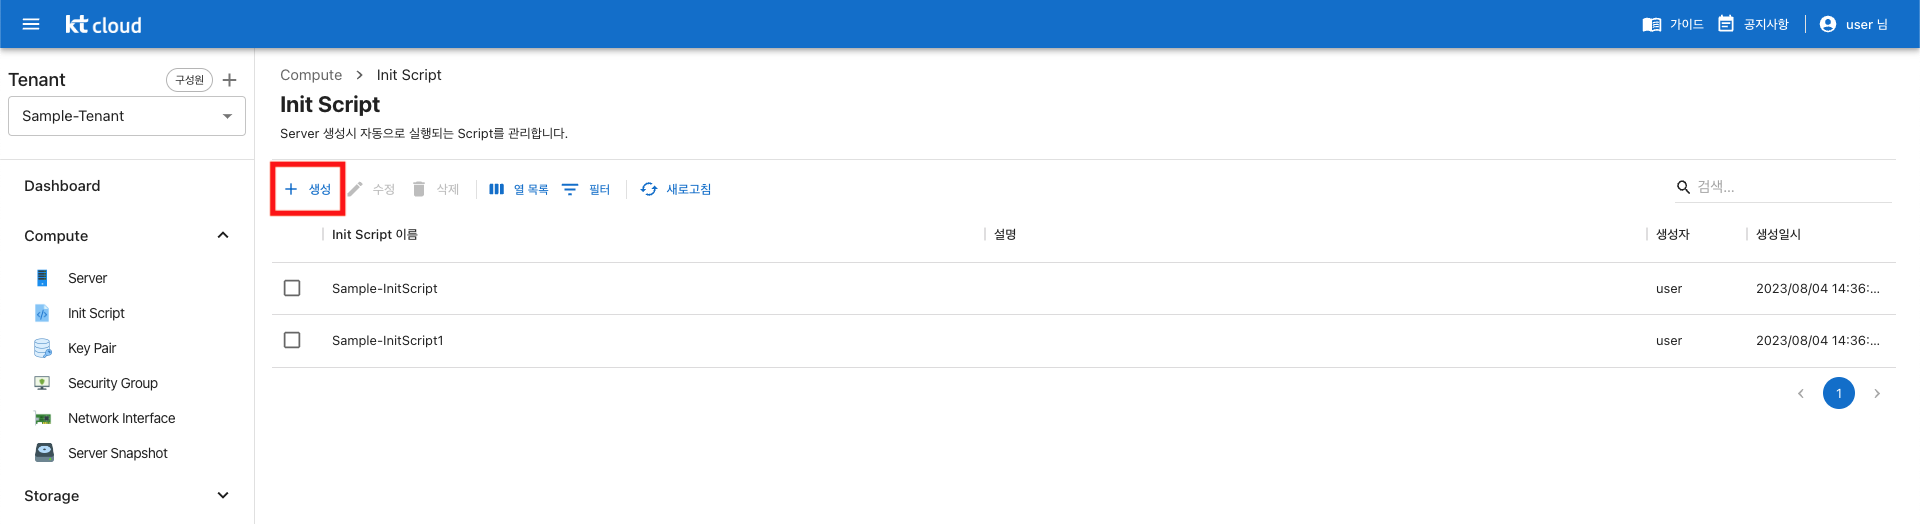 kt cloud
가이드 공지사항 user 님
Tenant 구성원
Sample-Tenant
Dashboard
Compute
Server
Init Script
Key Pair
Security Group
Network Interface
Server Snapshot
Storage
Compute > Init Script
Init Script
Server 생성시 자동으로 실행되는 Script를 관리합니다.
+ 생성 수정 삭제 열 목록 필터 새로고침 검색...
Init Script 이름 설명 생성자 생성일시
Sample-InitScript user 2023/08/04 14:36:...
Sample-InitScript1 user 2023/08/04 14:36:...
< 1 >